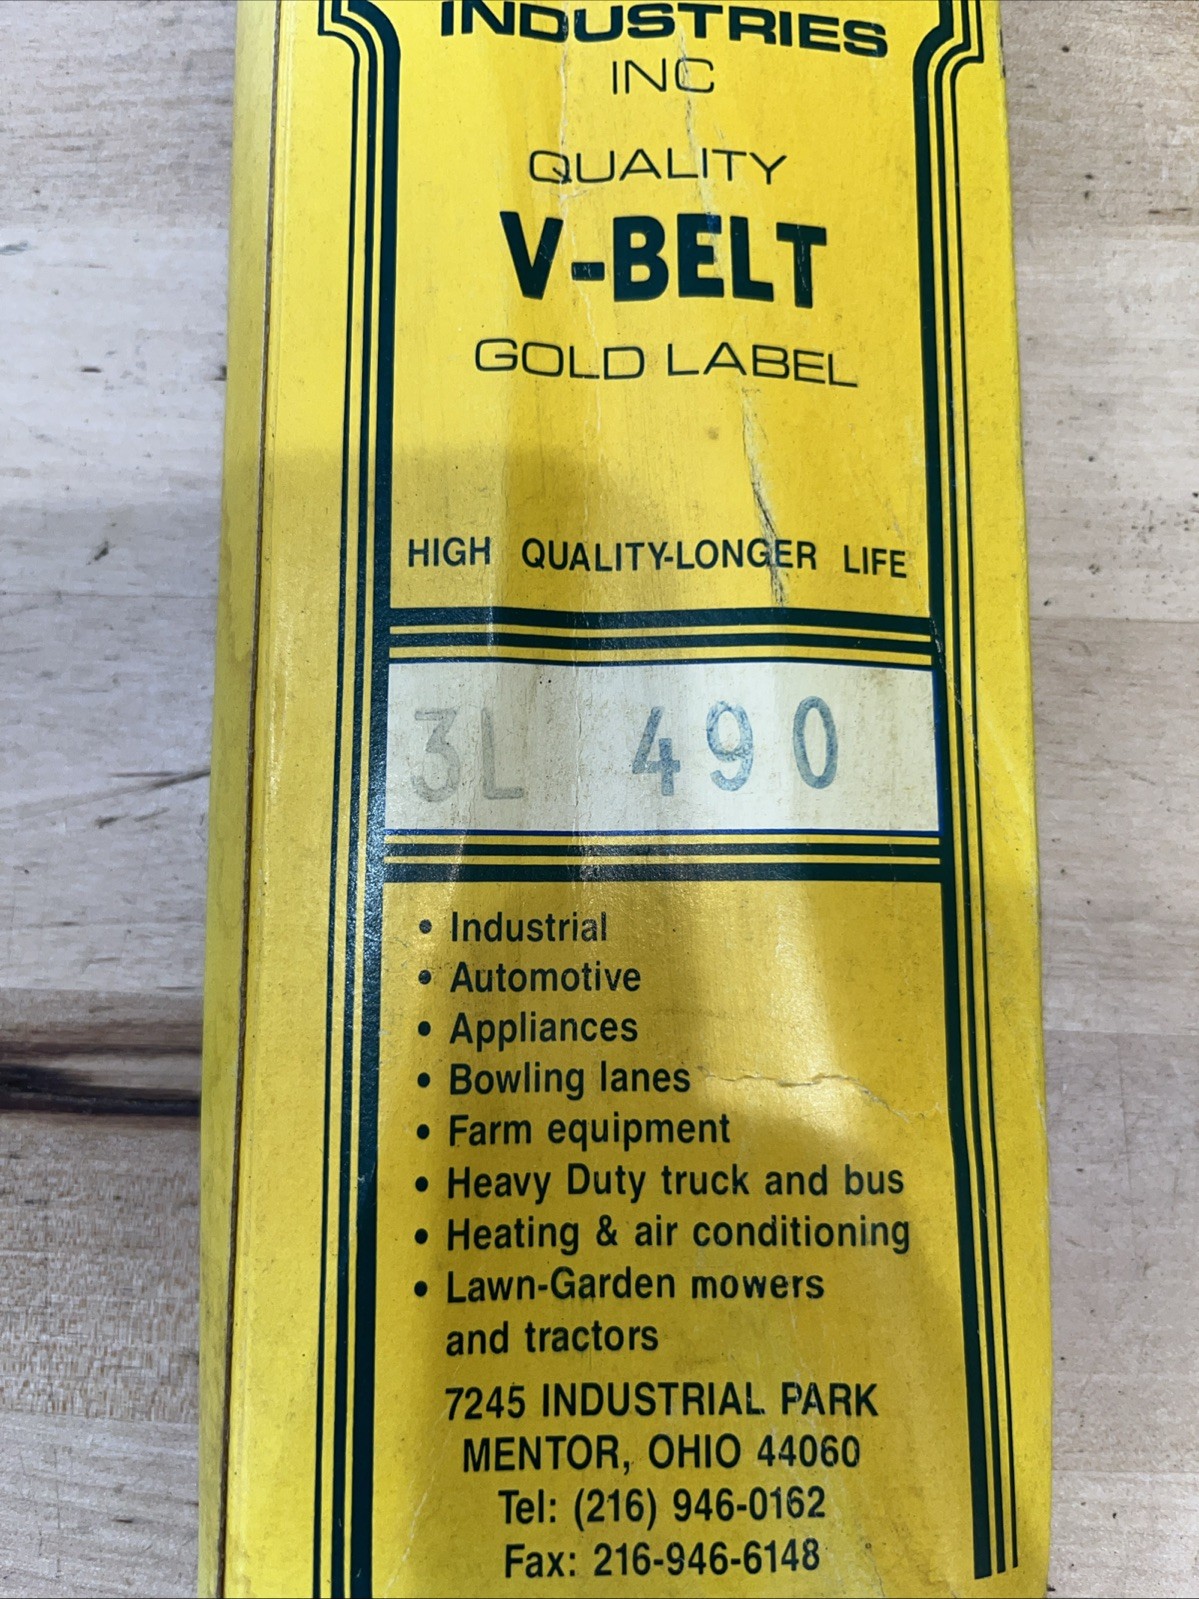 INDUSTRIES
INC
QUALITY
V-BELT
GOLD LABEL
HIGH QUALITY-LONGER LIFE
3L 490
• Industrial
• Automotive
• Appliances
• Bowling lanes
• Farm equipment
• Heavy Duty truck and bus
• Heating & air conditioning
• Lawn-Garden mowers
and tractors
7245 INDUSTRIAL PARK
MENTOR, OHIO 44060
Tel: (216) 946-0162
Fax: 216-946-6148